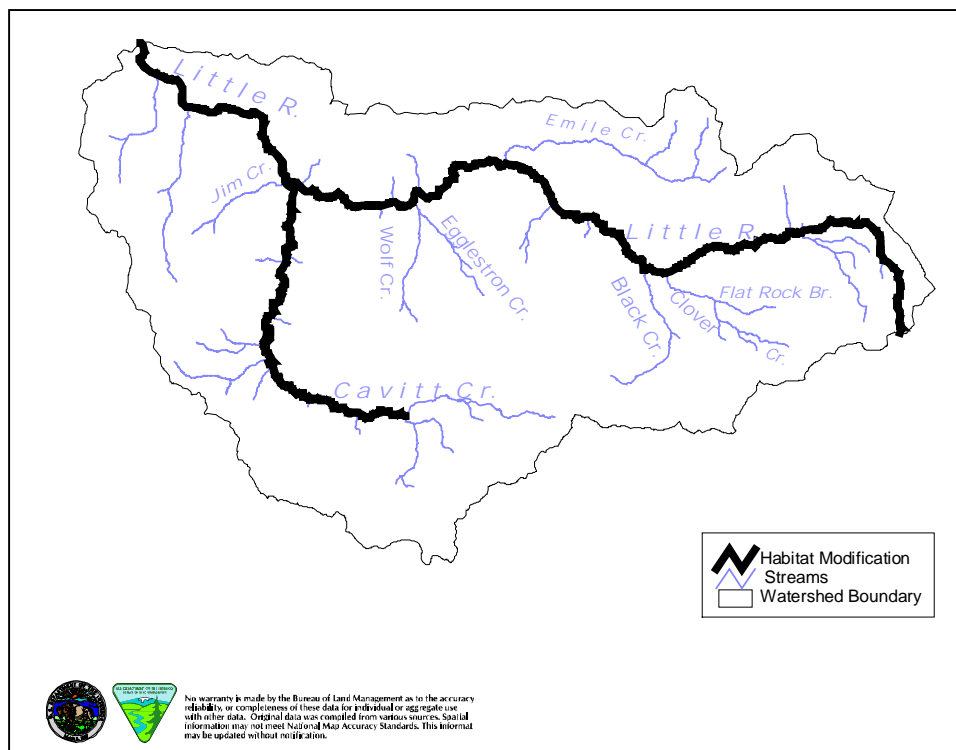 Little R.
Emile Cr.
Jim Cr.
Wolf Cr.
Egglestron Cr.
Little R
Black Cr.
Clover
Cr.
Flat Rock Br.
Cavitt Cr.
Habitat Modification
Streams
Watershed Boundary
No warranty is made by the Bureau of Land Management as to the accuracy
reliability, or completeness of these data for individual or aggregate use
with other data. Original data was compiled from various sources. Spatial
information may not meet National Map Accuracy Standards. This informat
may be updated without notification.